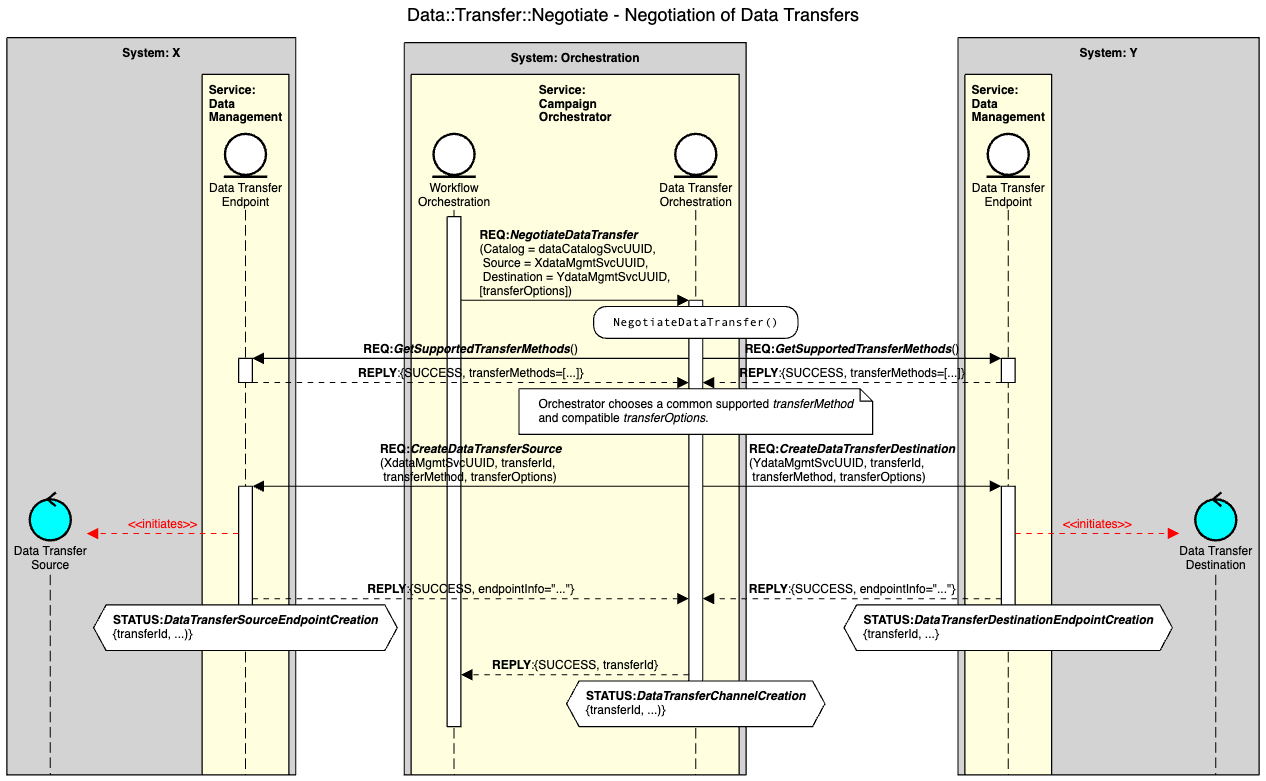 Data::Transfer::Negotiate - Negotiation of Data Transfers
System: X
System: Orchestration
System: Y
Service:
Data
Management
Service:
Campaign
Orchestrator
Service:
Data
Management
Data Transfer
Endpoint
Workflow
Orchestration
Data Transfer
Orchestration
Data Transfer
Endpoint
REQ:NegotiateDataTransfer
(Catalog = dataCatalogSvcUUID,
Source = XdataMgmtSvcUUID,
Destination = YdataMgmtSvcUUID,
[transferOptions])
NegotiateDataTransfer()
REQ:GetSupportedTransferMethods()
REQ:GetSupportedTransferMethods()
REPLY:{SUCCESS, transferMethods=[...]}
REPLY:{SUCCESS, transferMethods=[...]}
Orchestrator chooses a common supported transferMethod
and compatible transferOptions.
REQ:CreateDataTransferSource
(XdataMgmtSvcUUID, transferId,
transferMethod, transferOptions)
REQ:CreateDataTransferDestination
(YdataMgmtSvcUUID, transferId,
transferMethod, transferOptions)
<<initiates>>
<<initiates>>
Data Transfer
Source
Data Transfer
Destination
REPLY:{SUCCESS, endpointInfo="..."}
REPLY:{SUCCESS, endpointInfo="..."}
STATUS:DataTransferSourceEndpointCreation
{transferId, ...)}
STATUS:DataTransferDestinationEndpointCreation
{transferId, ...}
REPLY:{SUCCESS, transferId}
STATUS:DataTransferChannelCreation
{transferId, ...)}